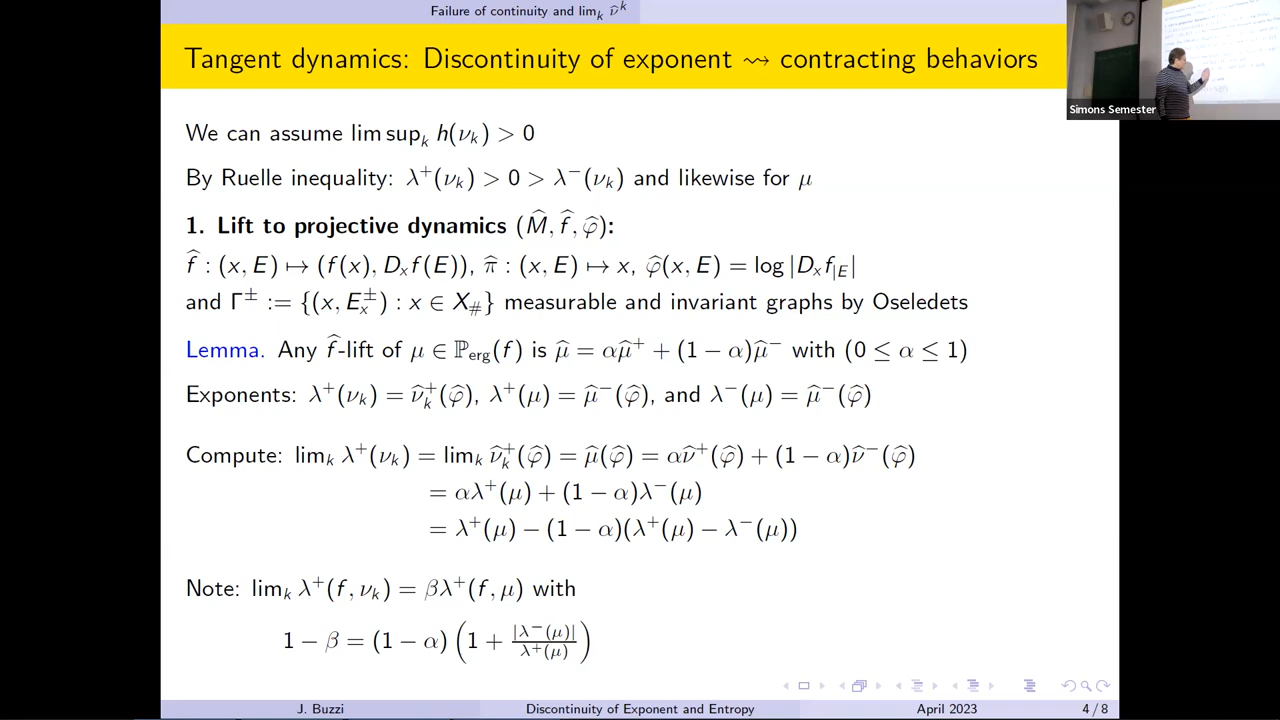 Failure of continuity and lim_k ν̂^k
Tangent dynamics: Discontinuity of exponent ⇝ contracting behaviors
Simons Semester
We can assume lim sup_k h(ν_k) > 0
By Ruelle inequality: λ⁺(ν_k) > 0 > λ⁻(ν_k) and likewise for μ
1. Lift to projective dynamics (M̂, f̂, φ̂):
f̂ : (x, E) ↦ (f(x), D_x f(E)), π̂ : (x, E) ↦ x, φ̂(x, E) = log |D_x f_{|E}|
and Γ^± := {(x, E_x^±) : x ∈ X_#} measurable and invariant graphs by Oseledets
Lemma. Any f̂-lift of μ ∈ ℙ_erg(f) is μ̂ = αμ̂⁺ + (1 − α)μ̂⁻ with (0 ≤ α ≤ 1)
Exponents: λ⁺(ν_k) = ν̂_k⁺(φ̂), λ⁺(μ) = μ̂⁻(φ̂), and λ⁻(μ) = μ̂⁻(φ̂)
Compute: lim_k λ⁺(ν_k) = lim_k ν̂_k⁺(φ̂) = μ̂(φ̂) = αν̂⁺(φ̂) + (1 − α)ν̂⁻(φ̂)
= αλ⁺(μ) + (1 − α)λ⁻(μ)
= λ⁺(μ) − (1 − α)(λ⁺(μ) − λ⁻(μ))
Note: lim_k λ⁺(f, ν_k) = βλ⁺(f, μ) with
1 − β = (1 − α) (1 + |λ⁻(μ)| / λ⁺(μ))
J. Buzzi Discontinuity of Exponent and Entropy April 2023 4 / 8